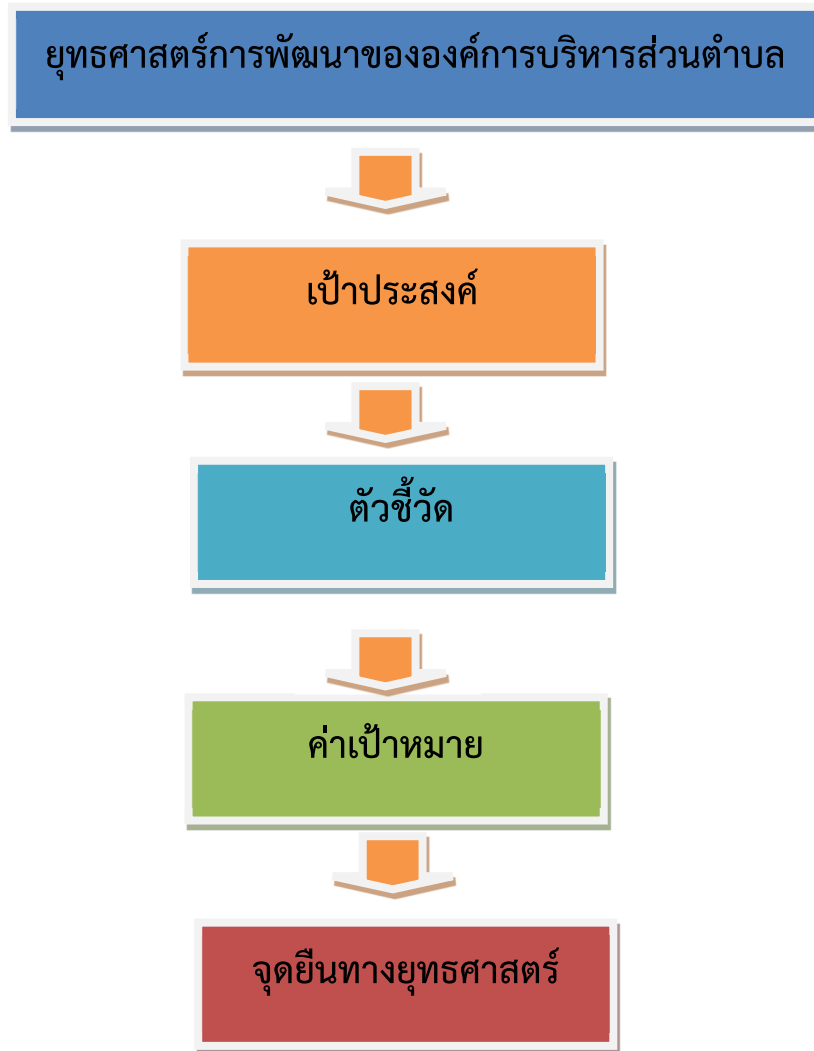 ยุทธศาสตร์การพัฒนาขององค์การบริหารส่วนตำบล
เป้าประสงค์
ตัวชี้วัด
ค่าเป้าหมาย
จุดยืนทางยุทธศาสตร์